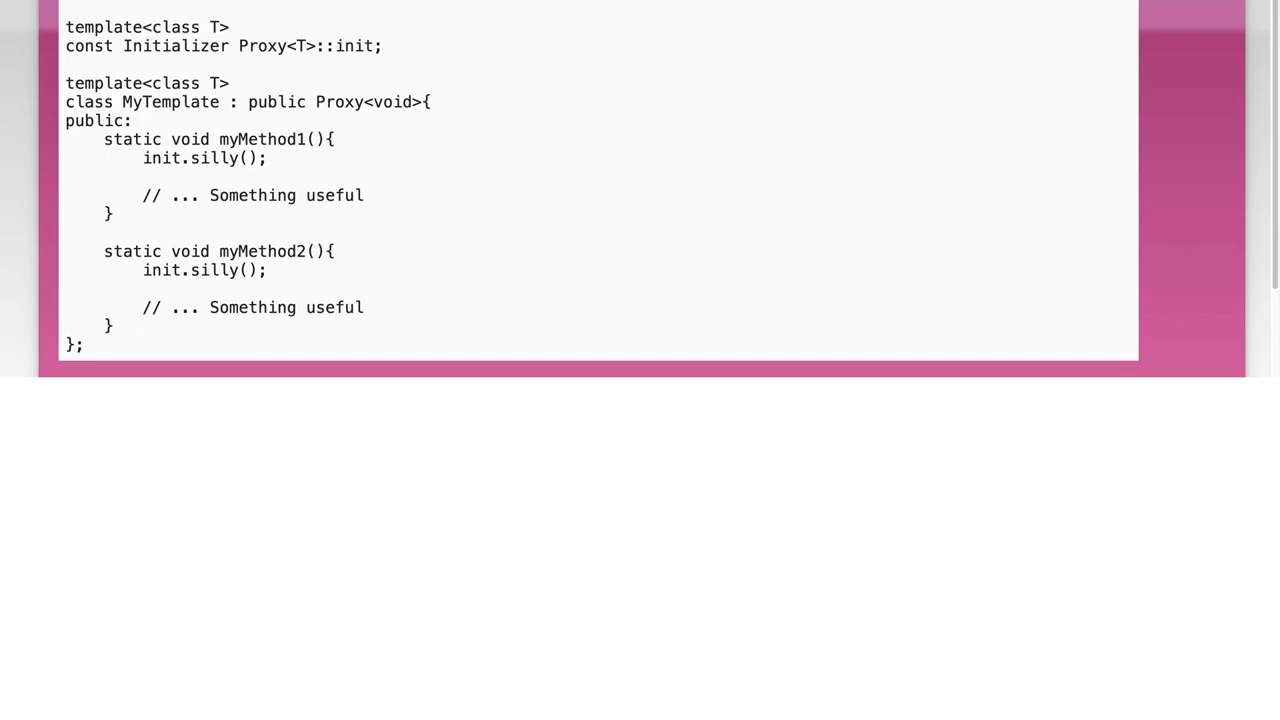 template<class T>
const Initializer Proxy<T>::init;
template<class T>
class MyTemplate : public Proxy<void>{
public:
    static void myMethod1(){
        init.silly();
        // ... Something useful
    }
    static void myMethod2(){
        init.silly();
        // ... Something useful
    }
};